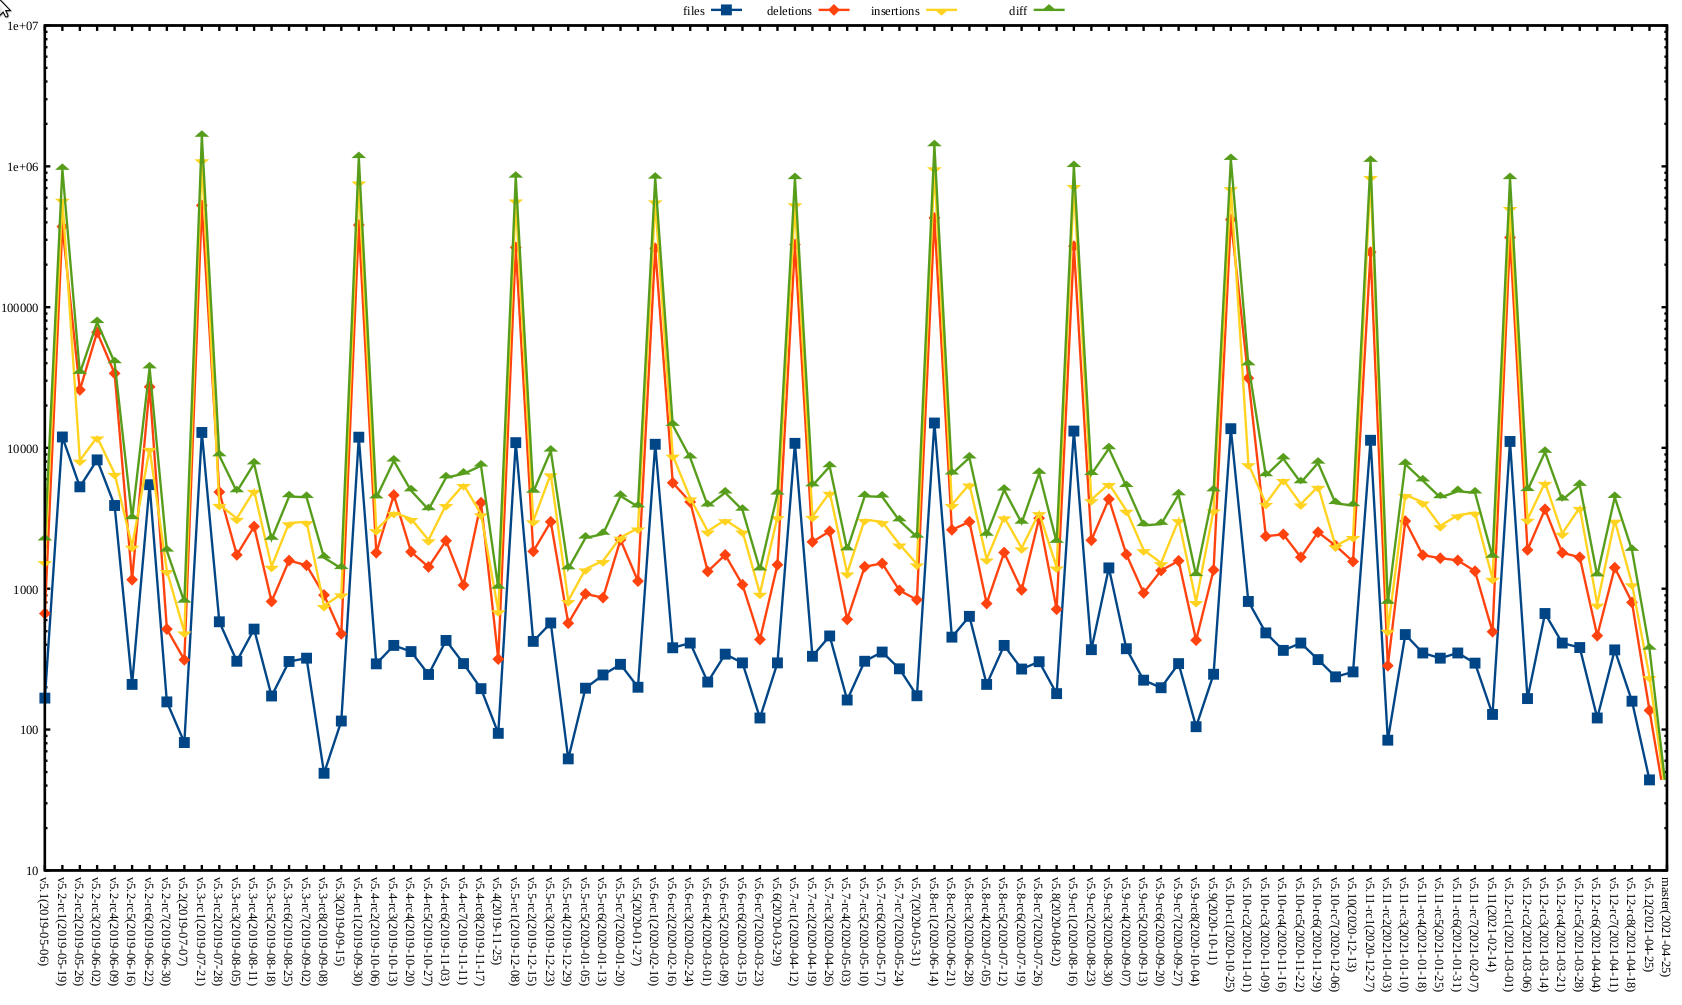 files deletions insertions diff
1e+07
1e+06
100000
10000
1000
100
10
v5.1(2019-05-06)
v5.2-rc1(2019-05-19)
v5.2-rc2(2019-05-26)
v5.2-rc3(2019-06-02)
v5.2-rc4(2019-06-09)
v5.2-rc5(2019-06-16)
v5.2-rc6(2019-06-22)
v5.2-rc7(2019-06-30)
v5.2(2019-07-07)
v5.3-rc1(2019-07-21)
v5.3-rc2(2019-07-28)
v5.3-rc3(2019-08-05)
v5.3-rc4(2019-08-11)
v5.3-rc5(2019-08-18)
v5.3-rc6(2019-08-25)
v5.3-rc7(2019-09-02)
v5.3-rc8(2019-09-08)
v5.3(2019-09-15)
v5.4-rc1(2019-09-30)
v5.4-rc2(2019-10-06)
v5.4-rc3(2019-10-13)
v5.4-rc4(2019-10-20)
v5.4-rc5(2019-10-27)
v5.4-rc6(2019-11-03)
v5.4-rc7(2019-11-11)
v5.4-rc8(2019-11-17)
v5.4(2019-11-25)
v5.5-rc1(2019-12-08)
v5.5-rc2(2019-12-15)
v5.5-rc3(2019-12-23)
v5.5-rc4(2019-12-29)
v5.5-rc5(2020-01-05)
v5.5-rc6(2020-01-13)
v5.5-rc7(2020-01-20)
v5.5(2020-01-27)
v5.6-rc1(2020-02-10)
v5.6-rc2(2020-02-16)
v5.6-rc3(2020-02-24)
v5.6-rc4(2020-03-01)
v5.6-rc5(2020-03-09)
v5.6-rc6(2020-03-15)
v5.6-rc7(2020-03-23)
v5.6(2020-03-29)
v5.7-rc1(2020-04-12)
v5.7-rc2(2020-04-19)
v5.7-rc3(2020-04-26)
v5.7-rc4(2020-05-03)
v5.7-rc5(2020-05-10)
v5.7-rc6(2020-05-17)
v5.7-rc7(2020-05-24)
v5.7(2020-05-31)
v5.8-rc1(2020-06-14)
v5.8-rc2(2020-06-21)
v5.8-rc3(2020-06-28)
v5.8-rc4(2020-07-05)
v5.8-rc5(2020-07-12)
v5.8-rc6(2020-07-19)
v5.8-rc7(2020-07-26)
v5.8(2020-08-02)
v5.9-rc1(2020-08-16)
v5.9-rc2(2020-08-23)
v5.9-rc3(2020-08-30)
v5.9-rc4(2020-09-07)
v5.9-rc5(2020-09-13)
v5.9-rc6(2020-09-20)
v5.9-rc7(2020-09-27)
v5.9-rc8(2020-10-04)
v5.9(2020-10-11)
v5.10-rc1(2020-10-25)
v5.10-rc2(2020-11-01)
v5.10-rc3(2020-11-09)
v5.10-rc4(2020-11-16)
v5.10-rc5(2020-11-22)
v5.10-rc6(2020-11-29)
v5.10-rc7(2020-12-06)
v5.10(2020-12-13)
v5.11-rc1(2020-12-27)
v5.11-rc2(2021-01-03)
v5.11-rc3(2021-01-10)
v5.11-rc4(2021-01-18)
v5.11-rc5(2021-01-25)
v5.11-rc6(2021-01-31)
v5.11-rc7(2021-02-07)
v5.11(2021-02-14)
v5.12-rc1(2021-03-01)
v5.12-rc2(2021-03-06)
v5.12-rc3(2021-03-14)
v5.12-rc4(2021-03-21)
v5.12-rc5(2021-03-28)
v5.12-rc6(2021-04-04)
v5.12-rc7(2021-04-11)
v5.12-rc8(2021-04-18)
v5.12(2021-04-25)
master(2021-04-25)